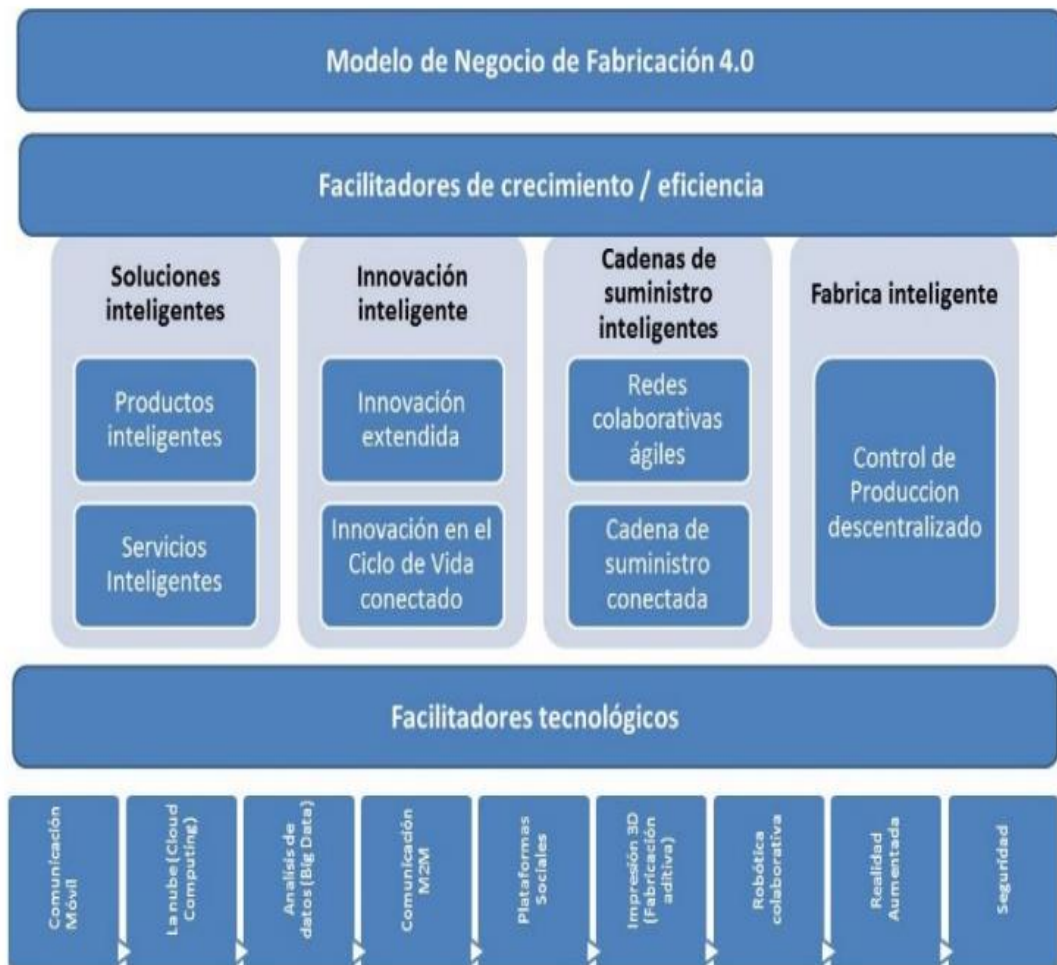 Modelo de Negocio de Fabricación 4.0
Facilitadores de crecimiento / eficiencia
Soluciones
inteligentes
Productos
inteligentes
Servicios
Inteligentes
Innovación
inteligente
Innovación
extendida
Innovación en el
Ciclo de Vida
conectado
Cadenas de
suministro
inteligentes
Redes
colaborativas
ágiles
Cadena de
suministro
conectada
Fabrica inteligente
Control de
Produccion
descentralizado
Facilitadores tecnológicos
Comunicación
Móvil
La nube (Cloud
Computing)
Analisis de
datos (Big Data)
Comunicación
M2M
Plataformas
Sociales
Impresión 3D
(Fabricación
aditiva)
Robótica
colaborativa
Realidad
Aumentada
Seguridad